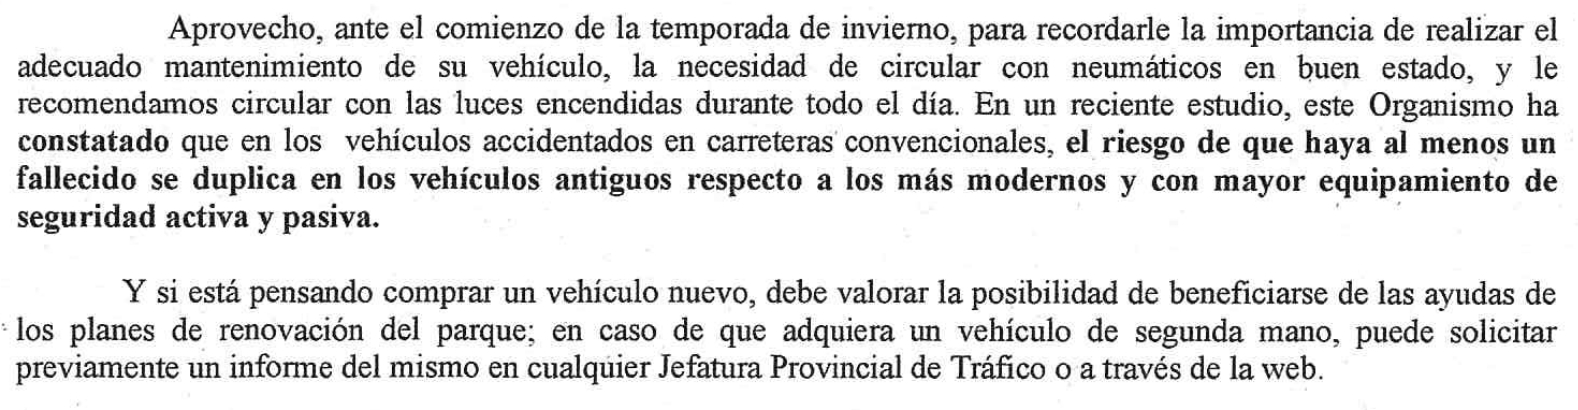 Aprovecho, ante el comienzo de la temporada de invierno, para recordarle la importancia de realizar el
adecuado mantenimiento de su vehículo, la necesidad de circular con neumáticos en buen estado, y le
recomendamos circular con las luces encendidas durante todo el día. En un reciente estudio, este Organismo ha
constatado que en los vehículos accidentados en carreteras convencionales, el riesgo de que haya al menos un
fallecido se duplica en los vehículos antiguos respecto a los más modernos y con mayor equipamiento de
seguridad activa y pasiva.
Y si está pensando comprar un vehículo nuevo, debe valorar la posibilidad de beneficiarse de las ayudas de
los planes de renovación del parque; en caso de que adquiera un vehículo de segunda mano, puede solicitar
previamente un informe del mismo en cualquier Jefatura Provincial de Tráfico o a través de la web.